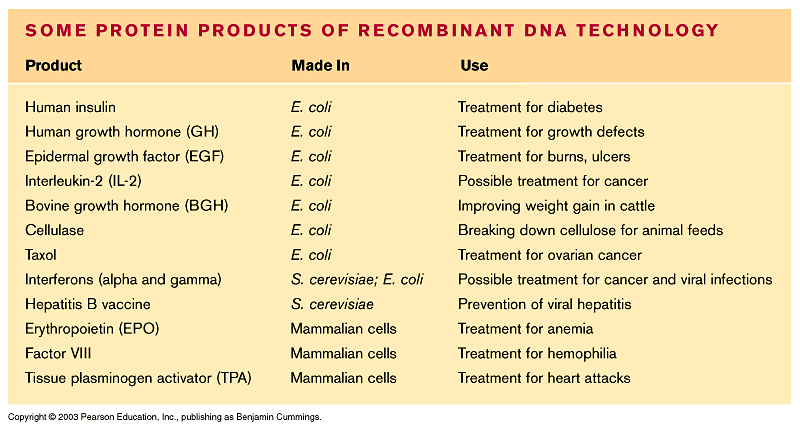 SOME PROTEIN PRODUCTS OF RECOMBINANT DNA TECHNOLOGY
Product Made In Use
Human insulin E. coli Treatment for diabetes
Human growth hormone (GH) E. coli Treatment for growth defects
Epidermal growth factor (EGF) E. coli Treatment for burns, ulcers
Interleukin-2 (IL-2) E. coli Possible treatment for cancer
Bovine growth hormone (BGH) E. coli Improving weight gain in cattle
Cellulase E. coli Breaking down cellulose for animal feeds
Taxol E. coli Treatment for ovarian cancer
Interferons (alpha and gamma) S. cerevisiae; E. coli Possible treatment for cancer and viral infections
Hepatitis B vaccine S. cerevisiae Prevention of viral hepatitis
Erythropoietin (EPO) Mammalian cells Treatment for anemia
Factor VIII Mammalian cells Treatment for hemophilia
Tissue plasminogen activator (TPA) Mammalian cells Treatment for heart attacks
Copyright © 2003 Pearson Education, Inc., publishing as Benjamin Cummings.